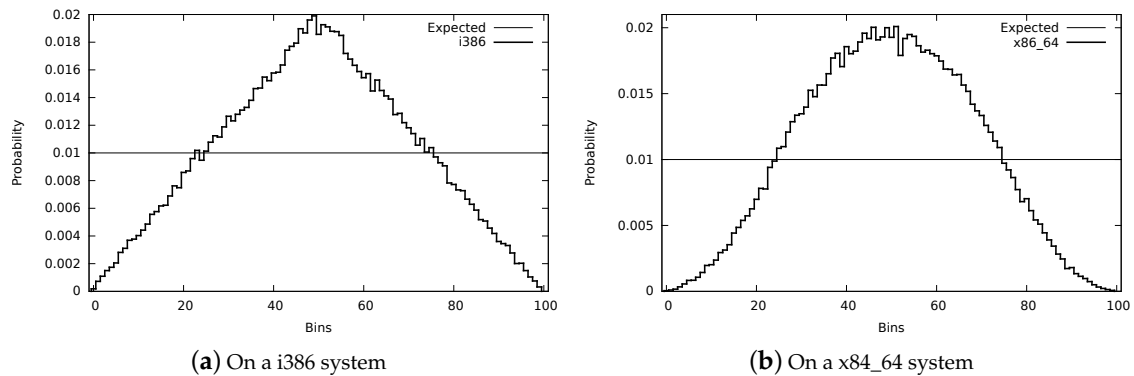 0.02
0.018
0.016
0.014
0.012
0.01
0.008
0.006
0.004
0.002
0
Probability
0 20 40 60 80 100
Bins
Expected
i386
(a) On a i386 system
0.02
0.015
0.01
0.005
0
Probability
0 20 40 60 80 100
Bins
Expected
x86_64
(b) On a x84_64 system